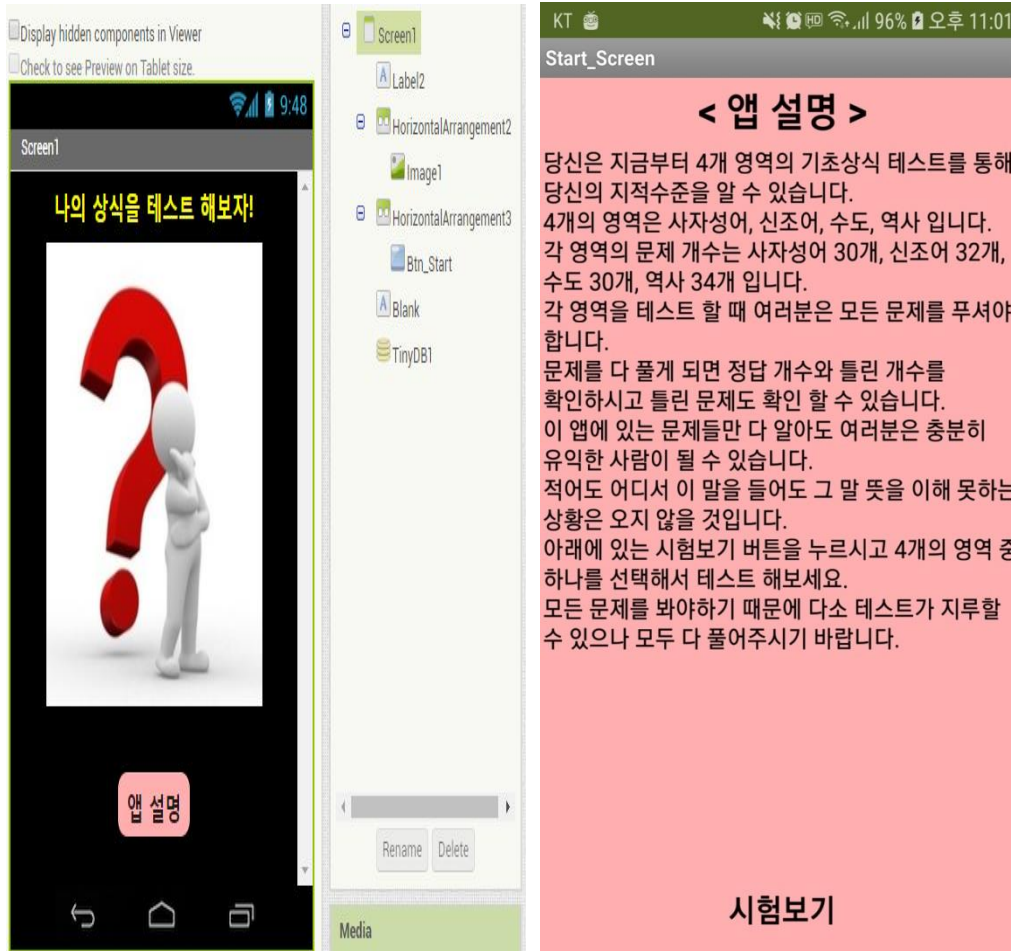 Display hidden components in Viewer
Check to see Preview on Tablet size.
9:48
Screen1
나의 상식을 테스트 해보자!
앱 설명
Screen1
Label2
HorizontalArrangement2
Image1
HorizontalArrangement3
Btn_Start
Blank
TinyDB1
Rename
Delete
Media
KT
HD
96%
오후 11:01
Start_Screen
< 앱 설명 >
당신은 지금부터 4개 영역의 기초상식 테스트를 통해
당신의 지적수준을 알 수 있습니다.
4개의 영역은 사자성어, 신조어, 수도, 역사 입니다.
각 영역의 문제 개수는 사자성어 30개, 신조어 32개,
수도 30개, 역사 34개 입니다.
각 영역을 테스트 할 때 여러분은 모든 문제를 푸셔야
합니다.
문제를 다 풀게 되면 정답 개수와 틀린 개수를
확인하시고 틀린 문제도 확인 할 수 있습니다.
이 앱에 있는 문제들만 다 알아도 여러분은 충분히
유익한 사람이 될 수 있습니다.
적어도 어디서 이 말을 들어도 그 말 뜻을 이해 못하는
상황은 오지 않을 것입니다.
아래에 있는 시험보기 버튼을 누르시고 4개의 영역 중
하나를 선택해서 테스트 해보세요.
모든 문제를 봐야하기 때문에 다소 테스트가 지루할
수 있으나 모두 다 풀어주시기 바랍니다.
시험보기